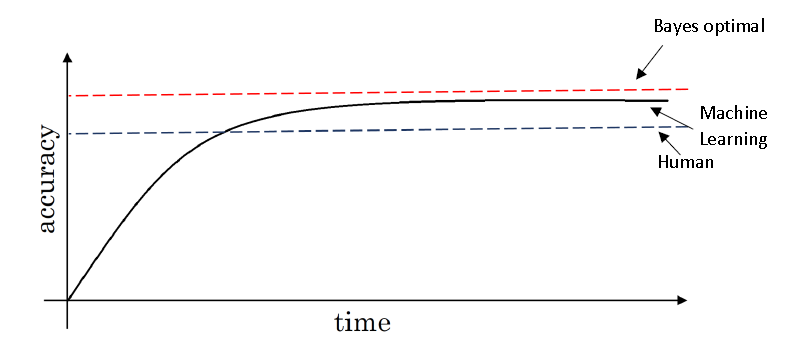 Bayes optimal
Machine
Learning
Human
accuracy
time